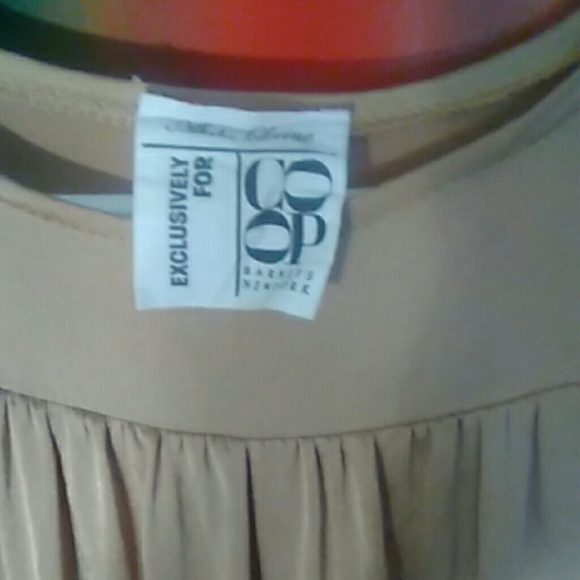 EXCLUSIVELY
FOR
CO
OP
BARNEYS
NEW YORK